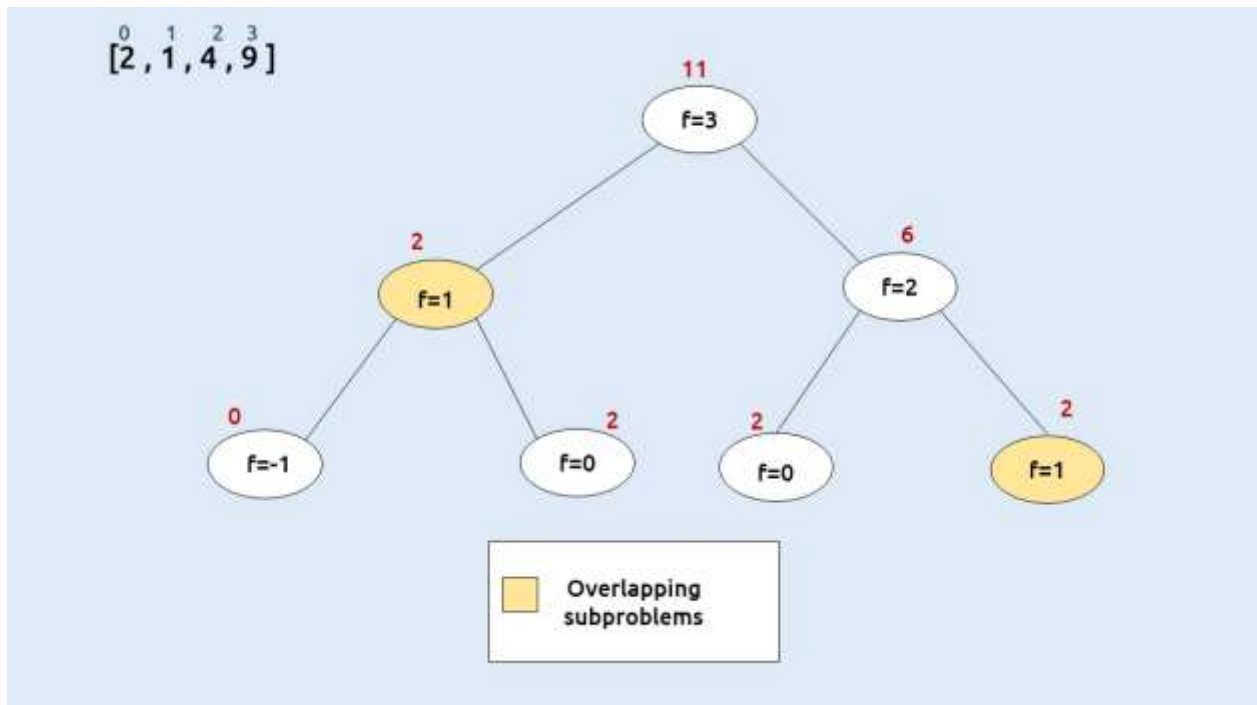 0 1 2 3
[2 , 1 , 4 , 9 ]
11
f=3
2
6
f=1
f=2
0
2
2
2
f=-1
f=0
f=0
f=1
Overlapping
subproblems